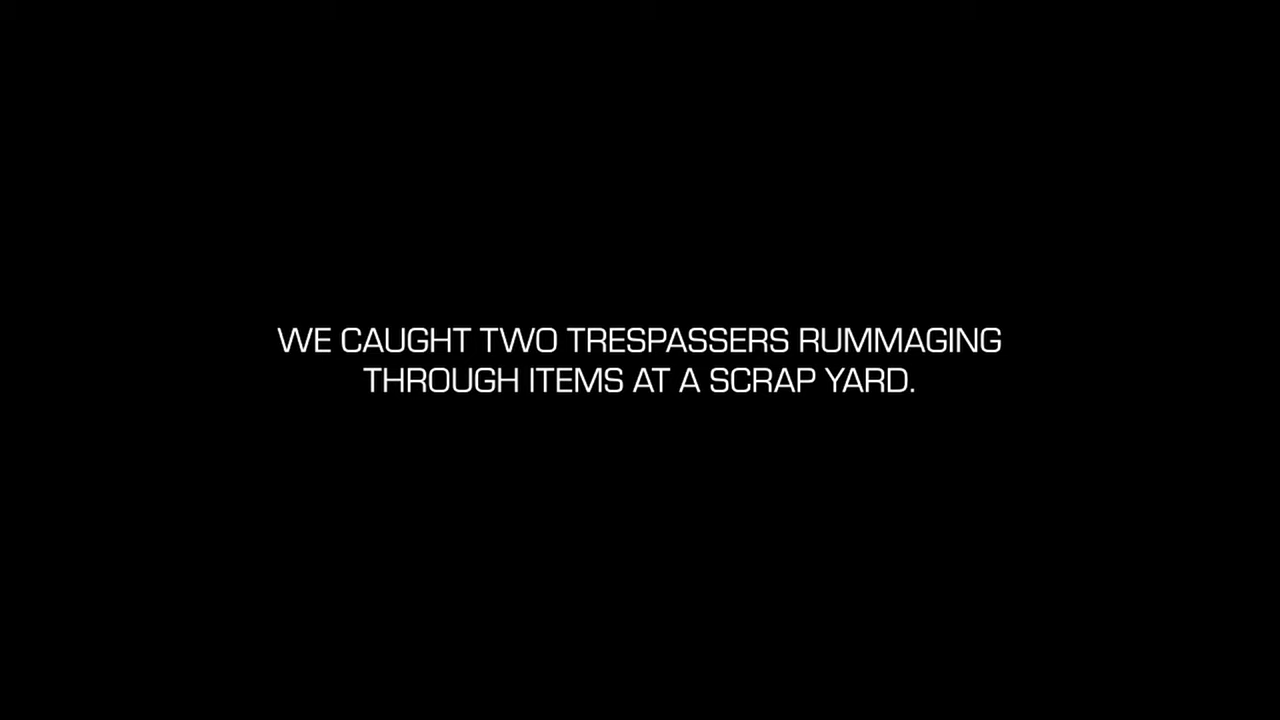 WE CAUGHT TWO TRESPASSERS RUMMAGING
THROUGH ITEMS AT A SCRAP YARD.